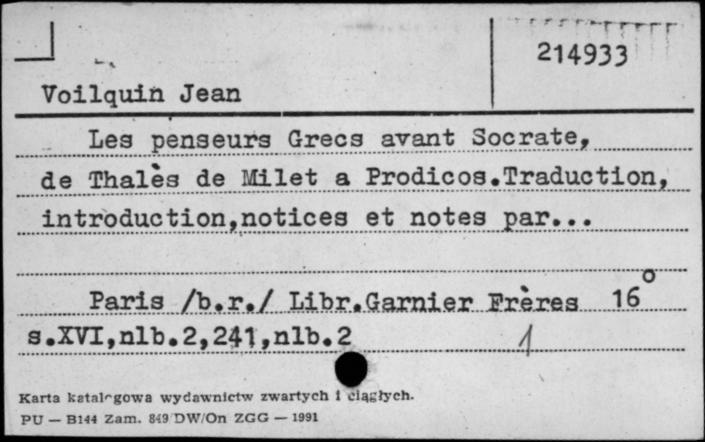 214933
Voilquin Jean
Les penseurs Grecs avant Socrate,
de Thalès de Milet a Prodicos.Traduction,
introduction,notices et notes par...
Paris /b.r./ Libr.Garnier Frères 16°
s.XVI,nlb.2,241,nlb.2 1
Karta katalogowa wydawnictw zwartych i ciągłych.
PU — B144 Zam. 849 DW/On ZGG — 1991